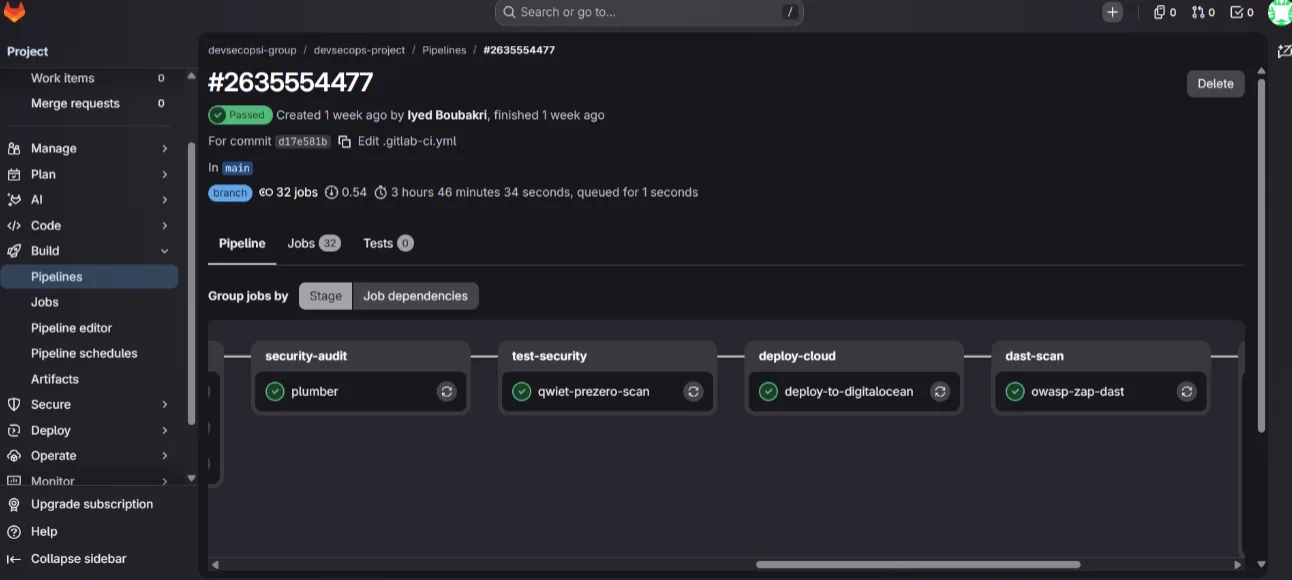 Search or go to...
/
0
0
0
Project
Work items 0
Merge requests 0
Manage
Plan
AI
Code
Build
Pipelines
Jobs
Pipeline editor
Pipeline schedules
Artifacts
Secure
Deploy
Operate
Monitor
Upgrade subscription
Help
Collapse sidebar
devsecopsi-group / devsecops-project / Pipelines / #2635554477
#2635554477
Delete
Passed Created 1 week ago by Iyed Boubakri, finished 1 week ago
For commit d17e581b Edit .gitlab-ci.yml
In main
branch 32 jobs 0.54 3 hours 46 minutes 34 seconds, queued for 1 seconds
Pipeline Jobs 32 Tests 0
Group jobs by Stage Job dependencies
security-audit test-security deploy-cloud dast-scan
plumber qwiet-prezero-scan deploy-to-digitalocean owasp-zap-dast